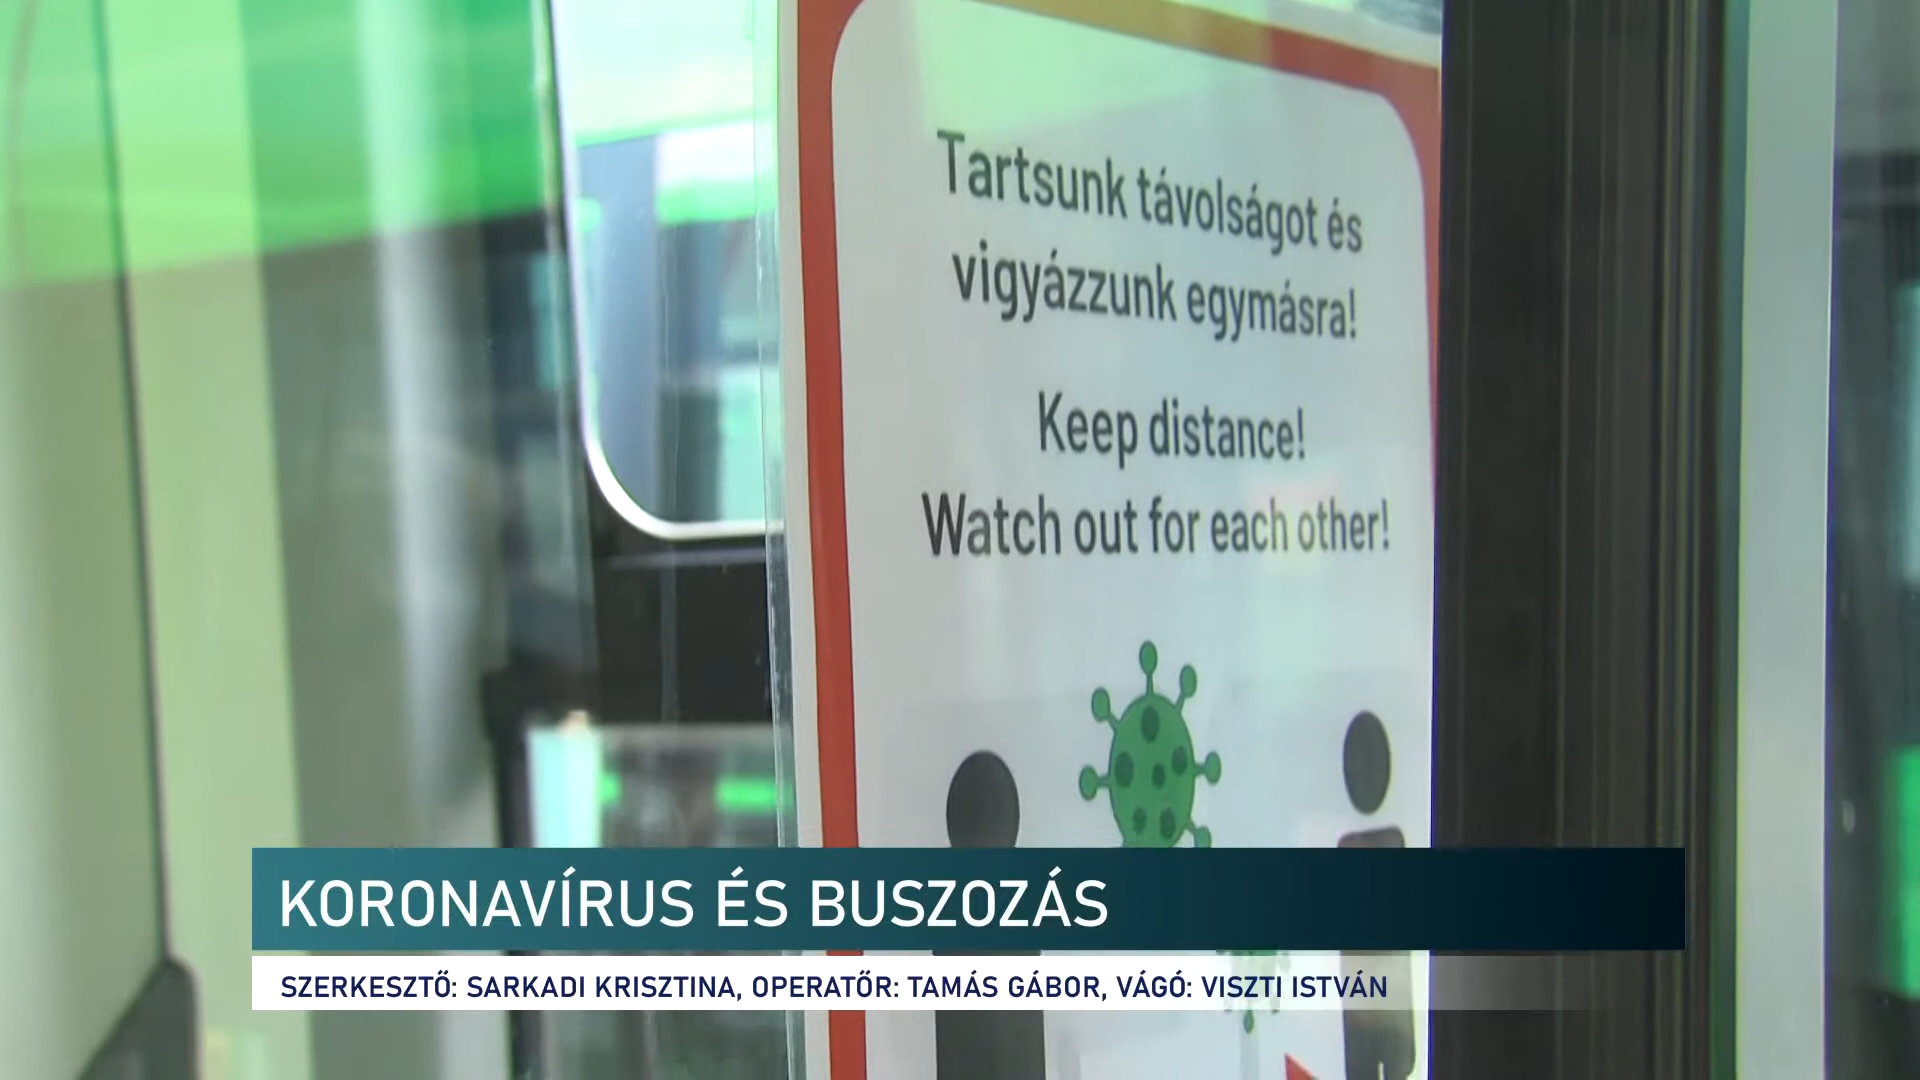 Tartsunk távolságot és
vigyázzunk egymásra!
Keep distance!
Watch out for each other!
KORONAVÍRUS ÉS BUSZOZÁS
SZERKESZTŐ: SARKADI KRISZTINA, OPERATŐR: TAMÁS GÁBOR, VÁGÓ: VISZTI ISTVÁN